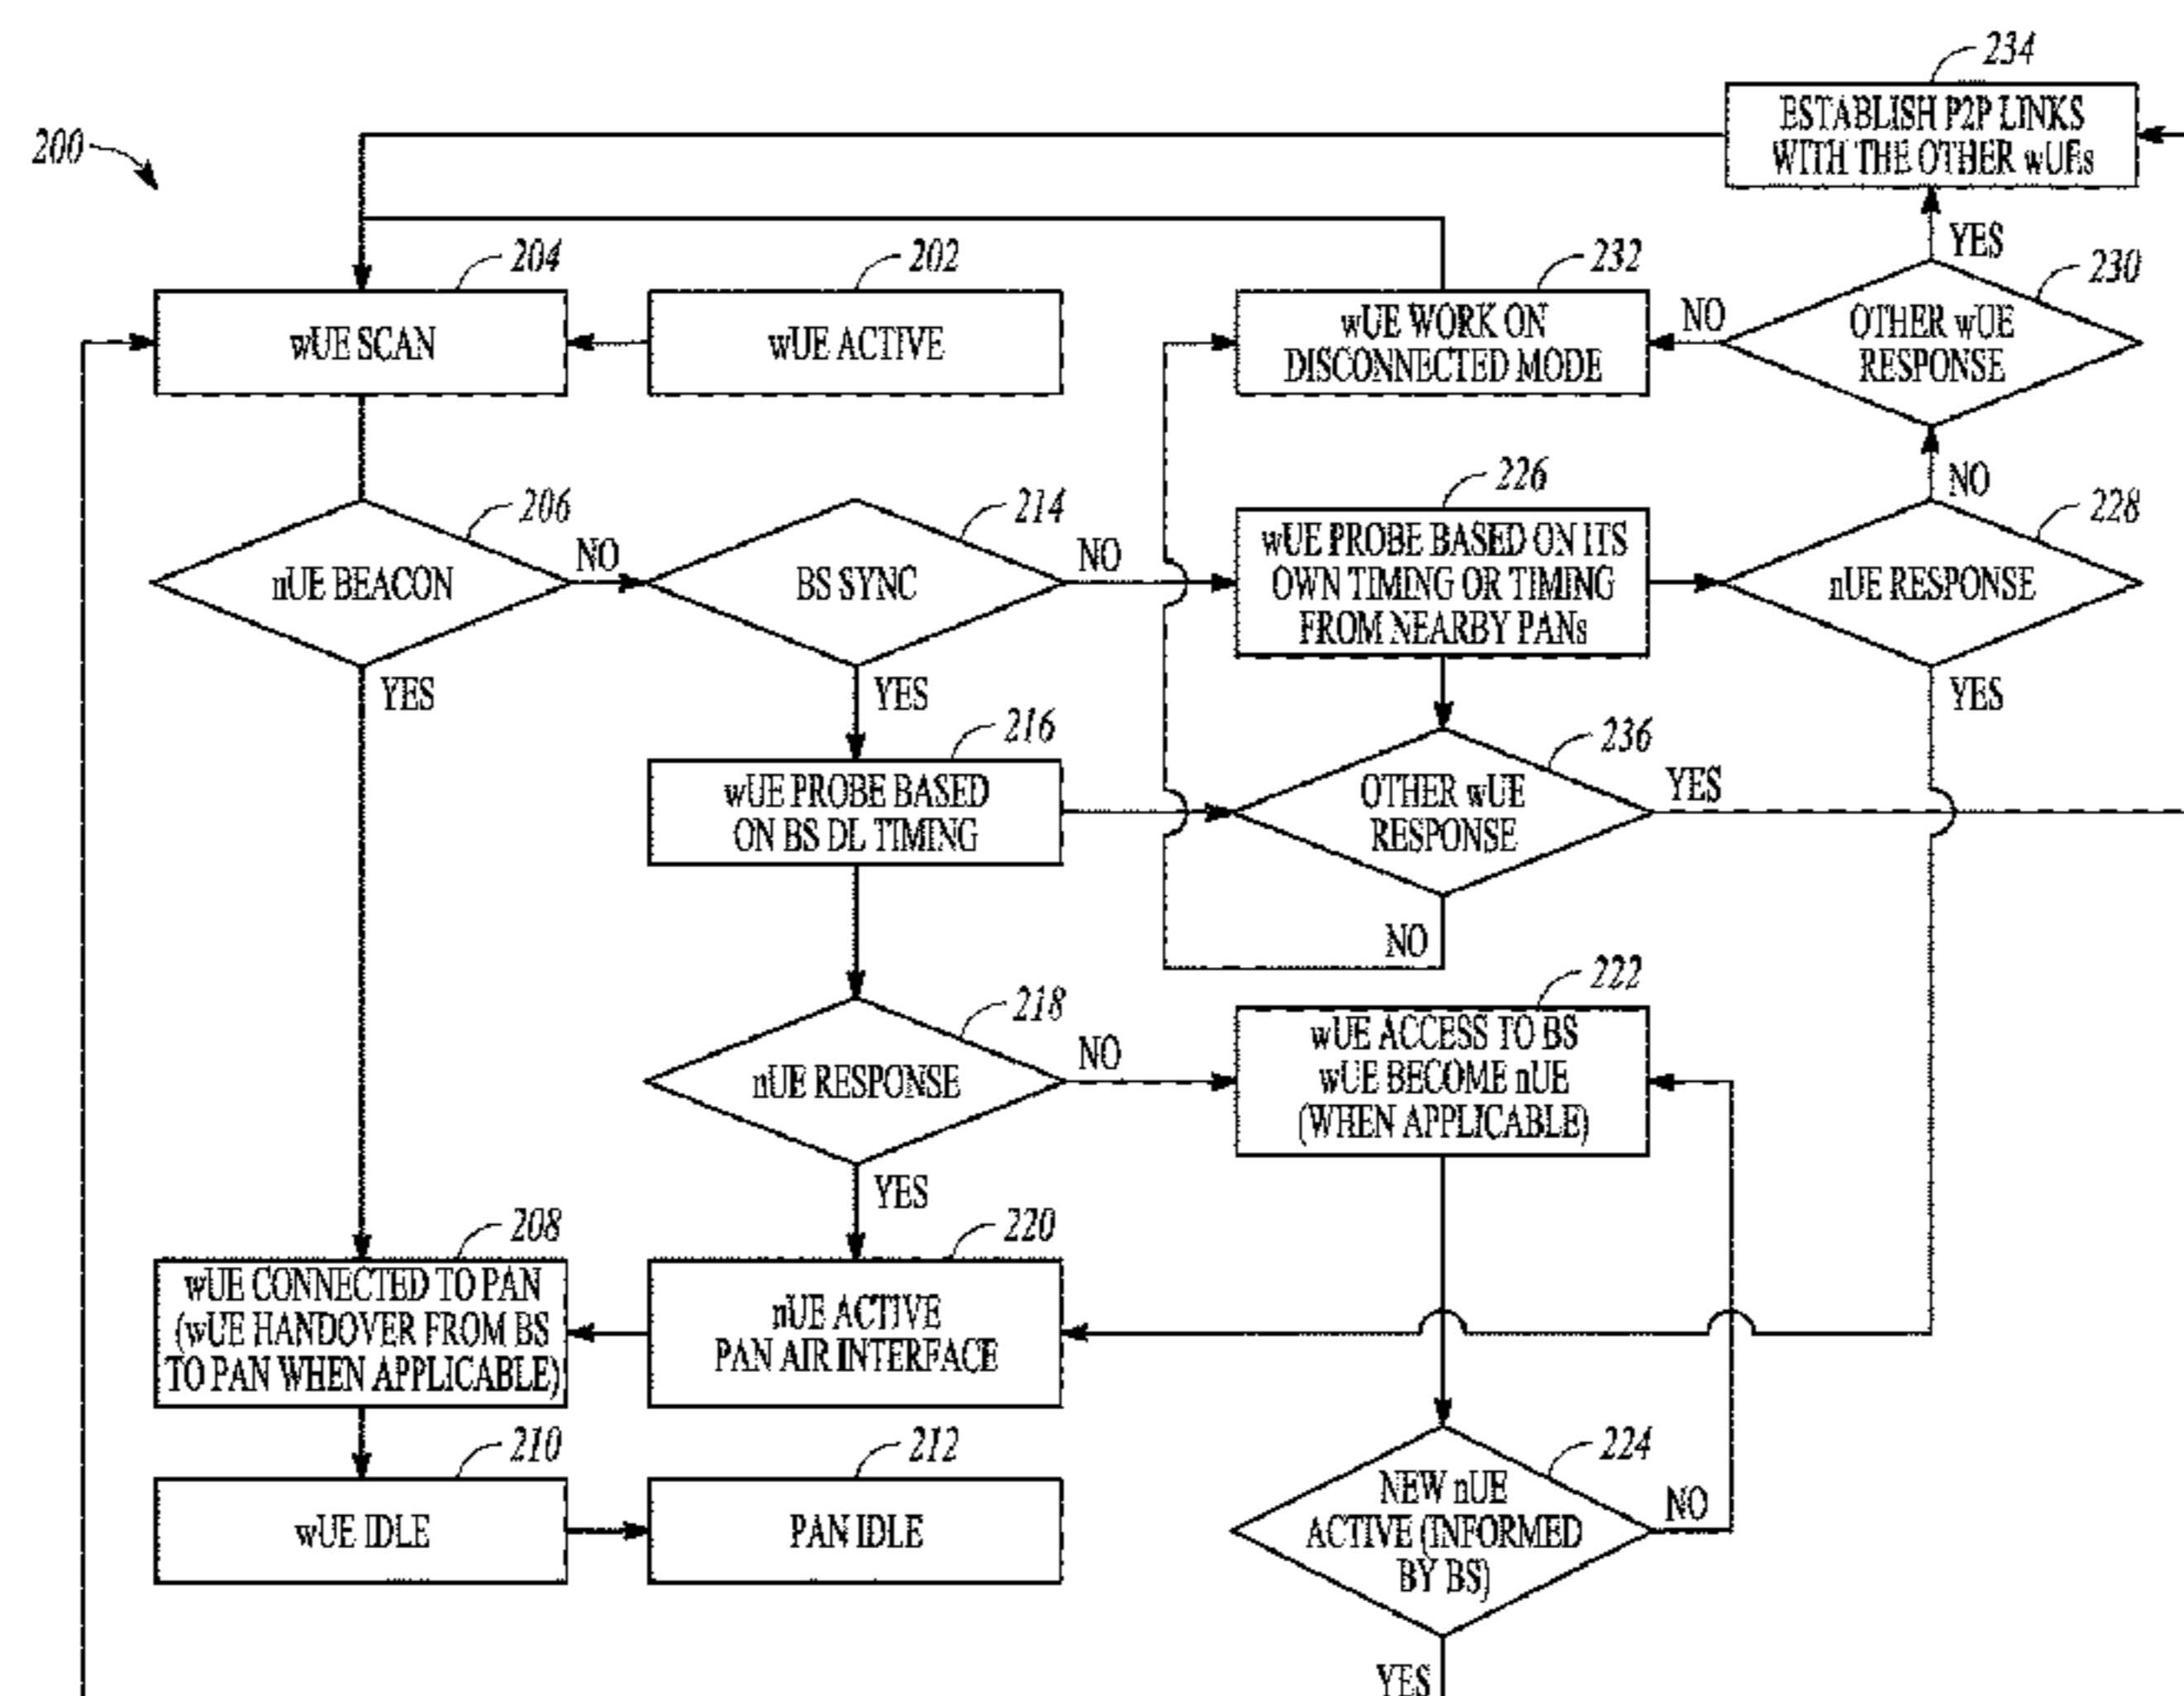 234
ESTABLISH P2P LINKS
WITH THE OTHER wUEs
200
204
wUE SCAN
202
wUE ACTIVE
232
wUE WORK ON
DISCONNECTED MODE
NO
YES
230
OTHER wUE
RESPONSE
206
nUE BEACON
NO
YES
214
BS SYNC
NO
YES
226
wUE PROBE BASED ON ITS
OWN TIMING OR TIMING
FROM NEARBY PANs
NO
228
nUE RESPONSE
YES
216
wUE PROBE BASED
ON BS DL TIMING
236
OTHER wUE
RESPONSE
YES
NO
218
nUE RESPONSE
NO
YES
222
wUE ACCESS TO BS
wUE BECOME nUE
(WHEN APPLICABLE)
208
wUE CONNECTED TO PAN
(wUE HANDOVER FROM BS
TO PAN WHEN APPLICABLE)
220
nUE ACTIVE
PAN AIR INTERFACE
210
wUE IDLE
212
PAN IDLE
224
NEW nUE
ACTIVE (INFORMED
BY BS)
NO
YES